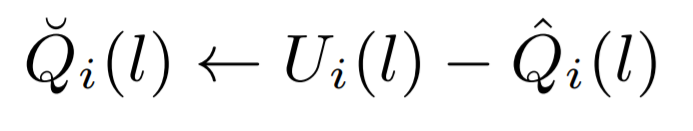 Q̆ᵢ(l) ← Uᵢ(l) − Q̂ᵢ(l)